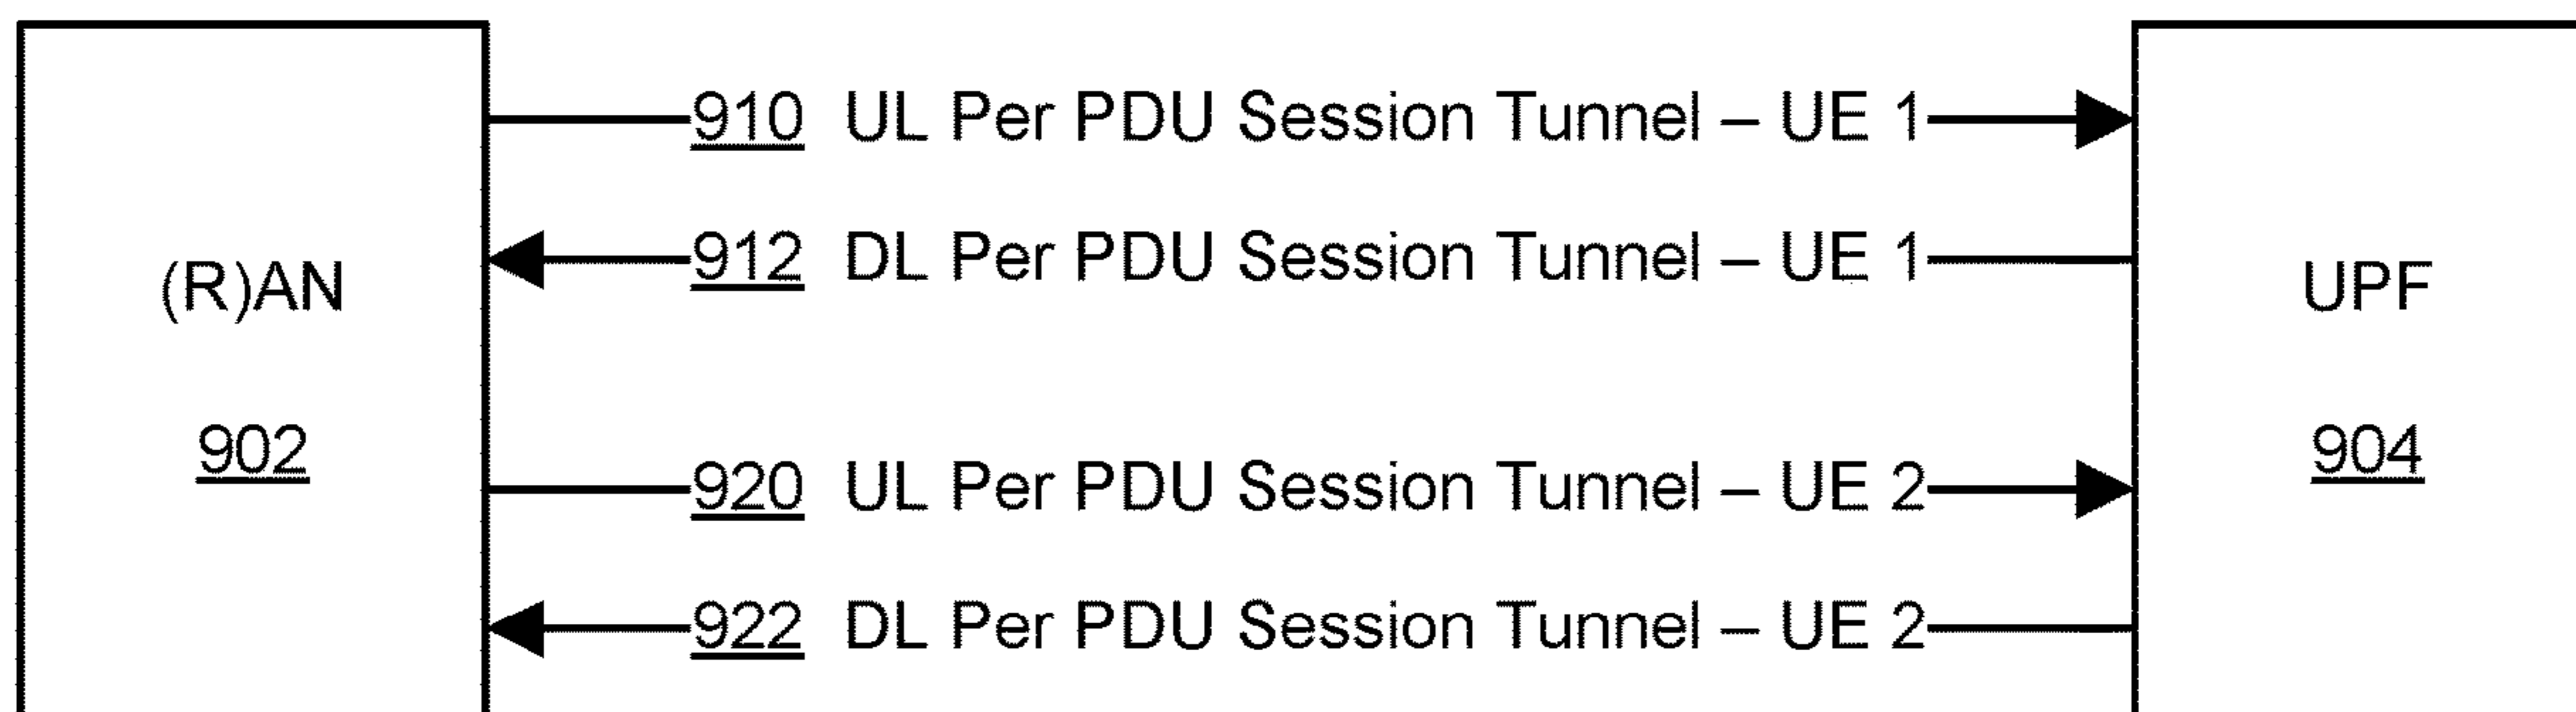 910 UL Per PDU Session Tunnel – UE 1
912 DL Per PDU Session Tunnel – UE 1
(R)AN
UPF
902
904
920 UL Per PDU Session Tunnel – UE 2
922 DL Per PDU Session Tunnel – UE 2